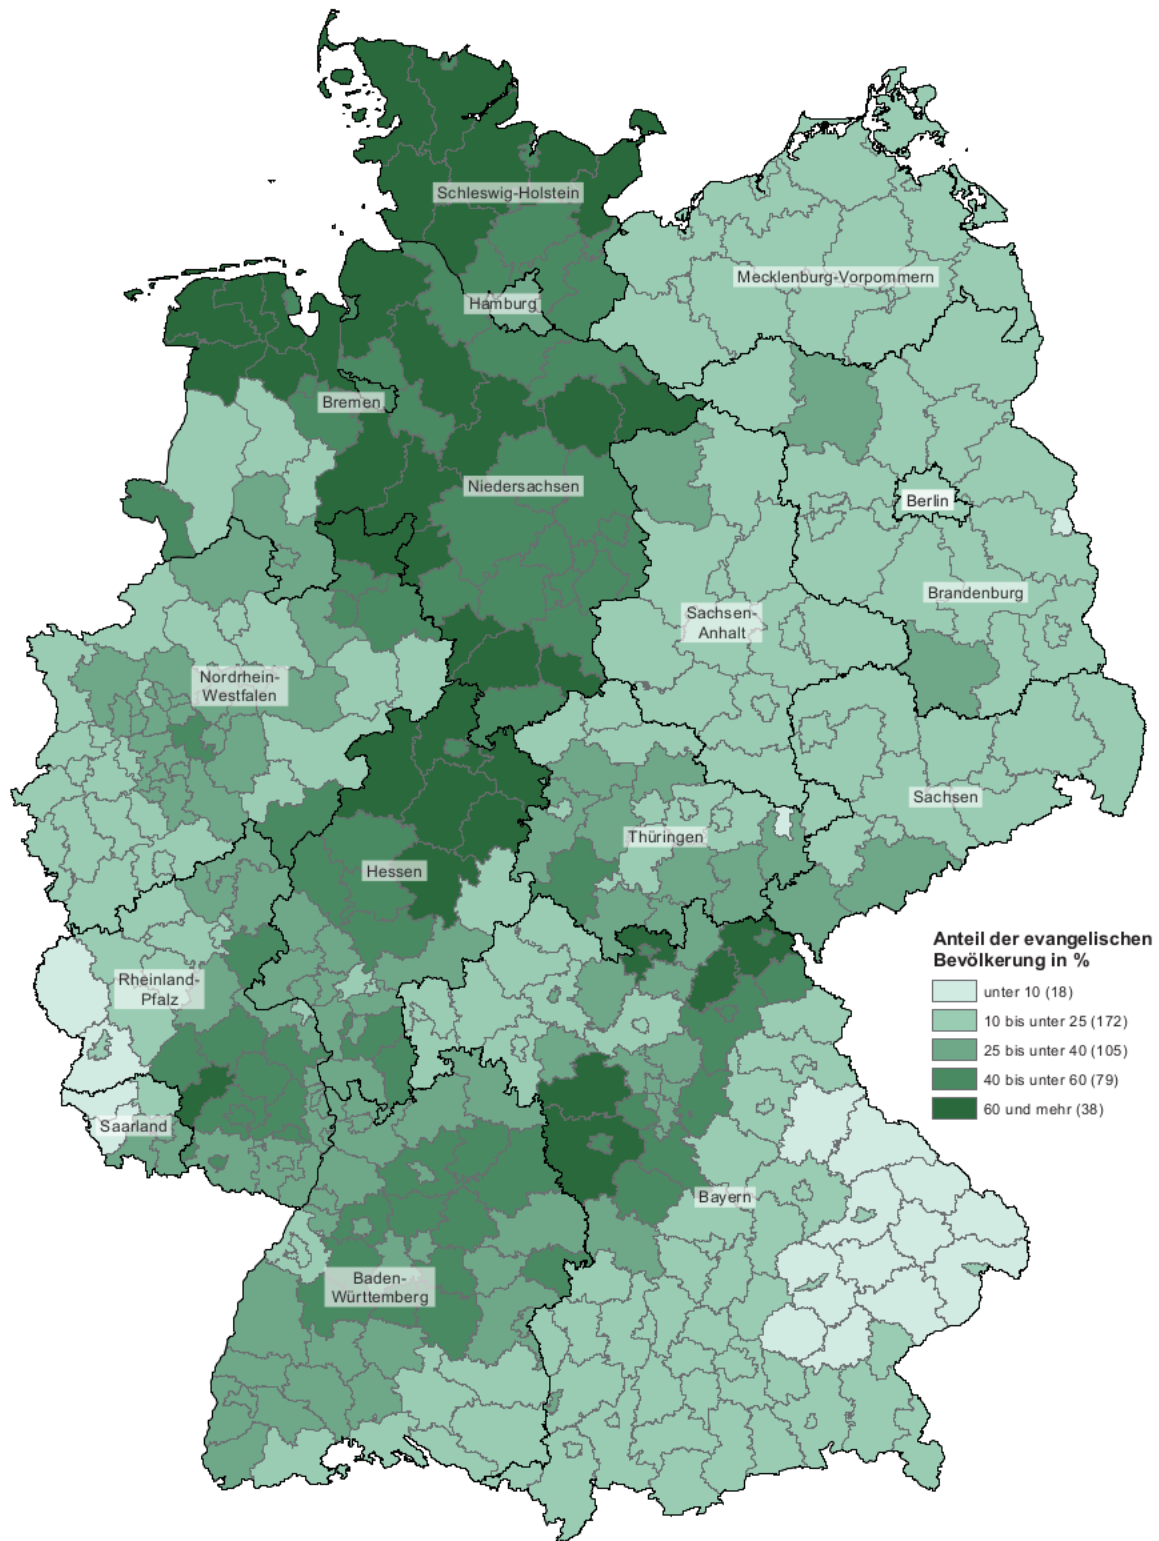 Schleswig-Holstein
Mecklenburg-Vorpommern
Hamburg
Bremen
Niedersachsen
Berlin
Brandenburg
Sachsen-
Anhalt
Nordrhein-
Westfalen
Sachsen
Thüringen
Hessen
Anteil der evangelischen
Bevölkerung in %
unter 10 (18)
10 bis unter 25 (172)
25 bis unter 40 (105)
40 bis unter 60 (79)
60 und mehr (38)
Rheinland-
Pfalz
Saarland
Bayern
Baden-
Württemberg